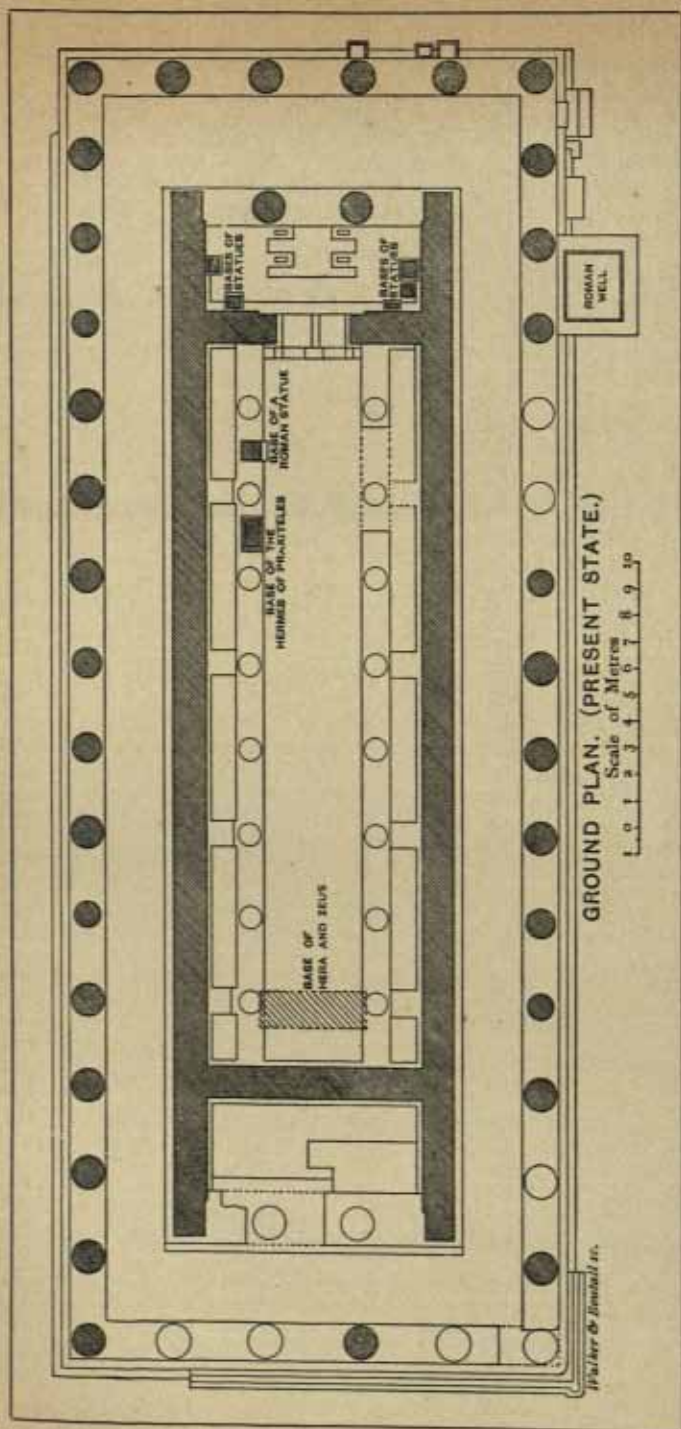 BASES OF
STATUES
BASES OF
STATUES
ROMAN
WELL
BASE OF A
ROMAN STATUE
BASE OF THE
HERMES OF PRAXITELES
BASE OF
HERA AND ZEUS
GROUND PLAN. (PRESENT STATE.)
Scale of Metres
1 0 1 2 3 4 5 6 7 8 9 10
Walker & Boutall sc.